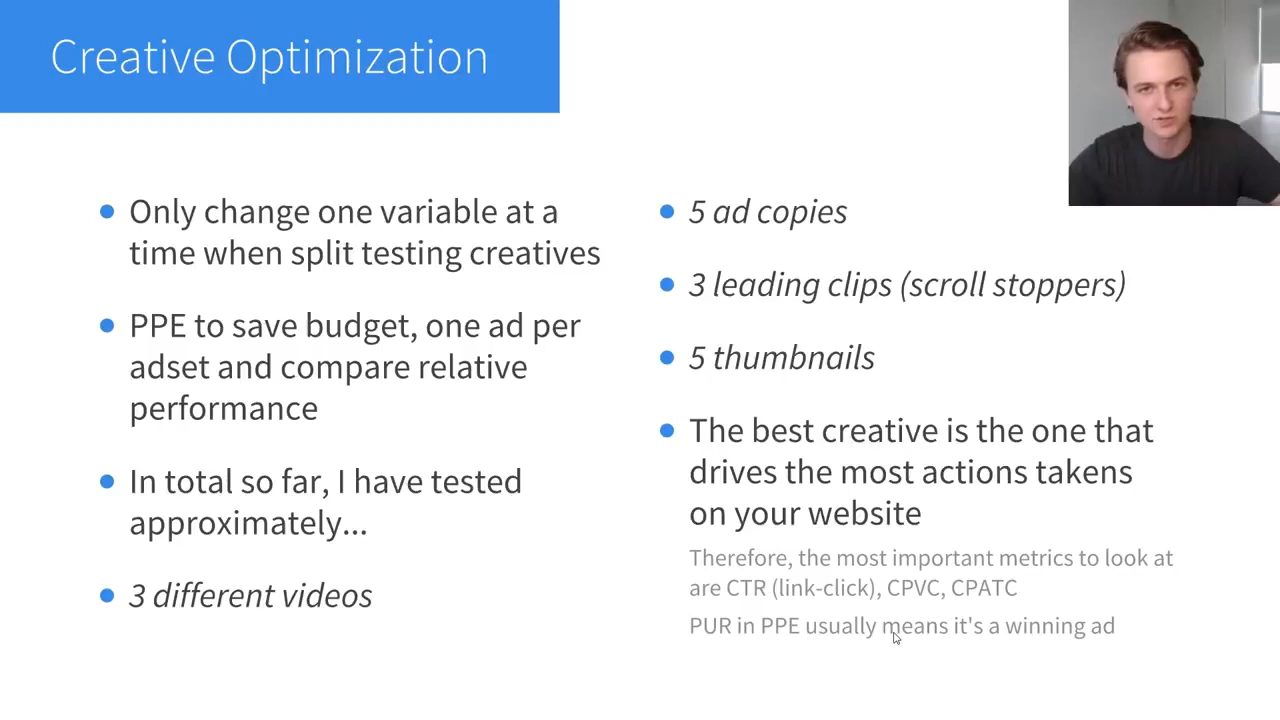 Creative Optimization
Only change one variable at a
time when split testing creatives
PPE to save budget, one ad per
adset and compare relative
performance
In total so far, I have tested
approximately...
3 different videos
5 ad copies
3 leading clips (scroll stoppers)
5 thumbnails
The best creative is the one that
drives the most actions takens
on your website
Therefore, the most important metrics to look at
are CTR (link-click), CPVC, CPATC
PUR in PPE usually means it's a winning ad